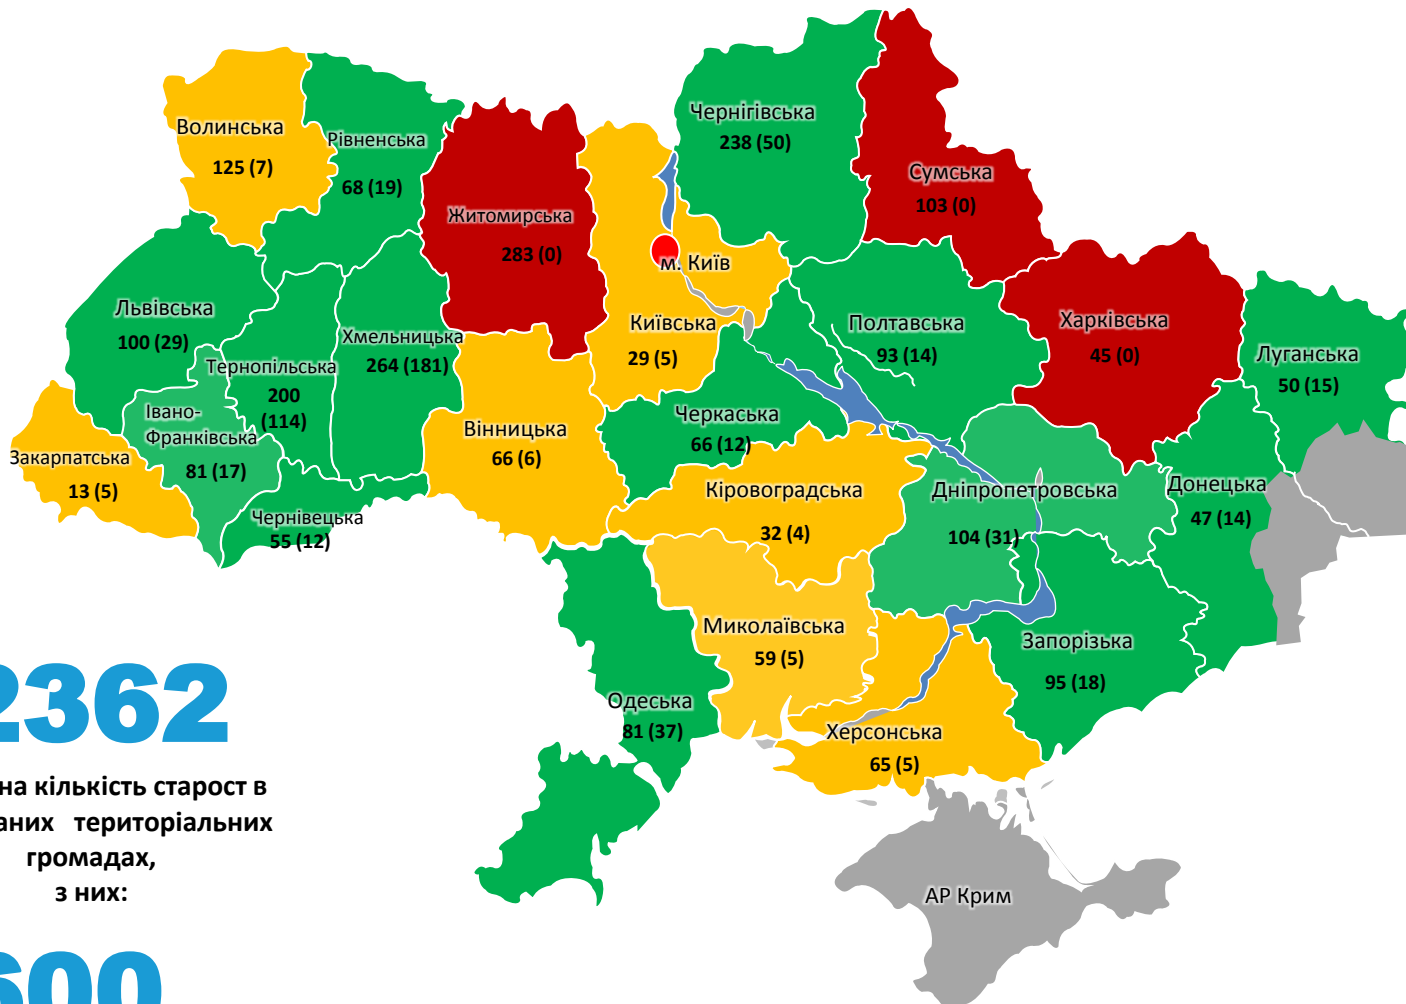 Чернігівська
238 (50)
Волинська
125 (7)
Рівненська
68 (19)
Сумська
103 (0)
Житомирська
283 (0)
м. Київ
Львівська
100 (29)
Хмельницька
264 (181)
Київська
29 (5)
Полтавська
93 (14)
Харківська
45 (0)
Луганська
50 (15)
Тернопільська
200
(114)
Івано-
Франківська
81 (17)
Черкаська
66 (12)
Вінницька
66 (6)
Закарпатська
13 (5)
Кіровоградська
32 (4)
Дніпропетровська
104 (31)
Донецька
47 (14)
Чернівецька
55 (12)
Миколаївська
59 (5)
Запорізька
95 (18)
Одеська
81 (37)
Херсонська
65 (5)
АР Крим
2362
на кількість старост в
аних територіальних
громадах,
з них:
600